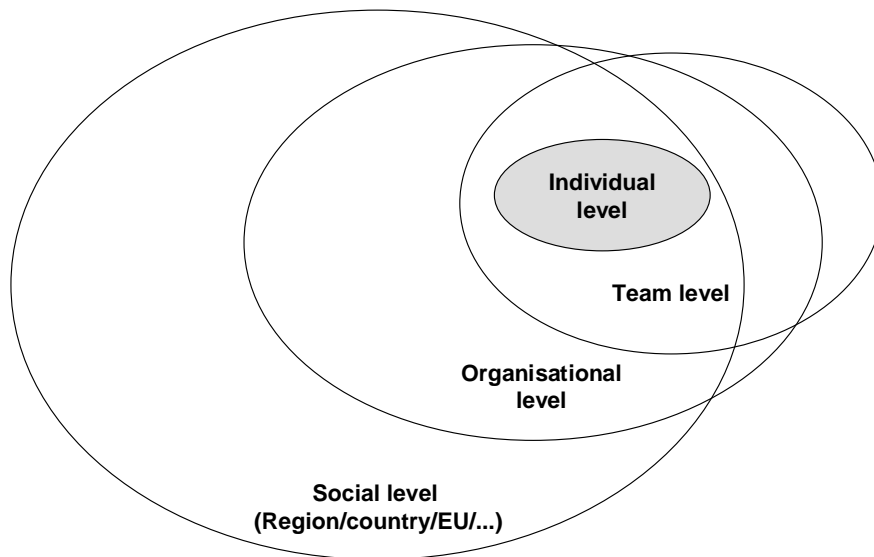 Individual
level
Team level
Organisational
level
Social level
(Region/country/EU/...)